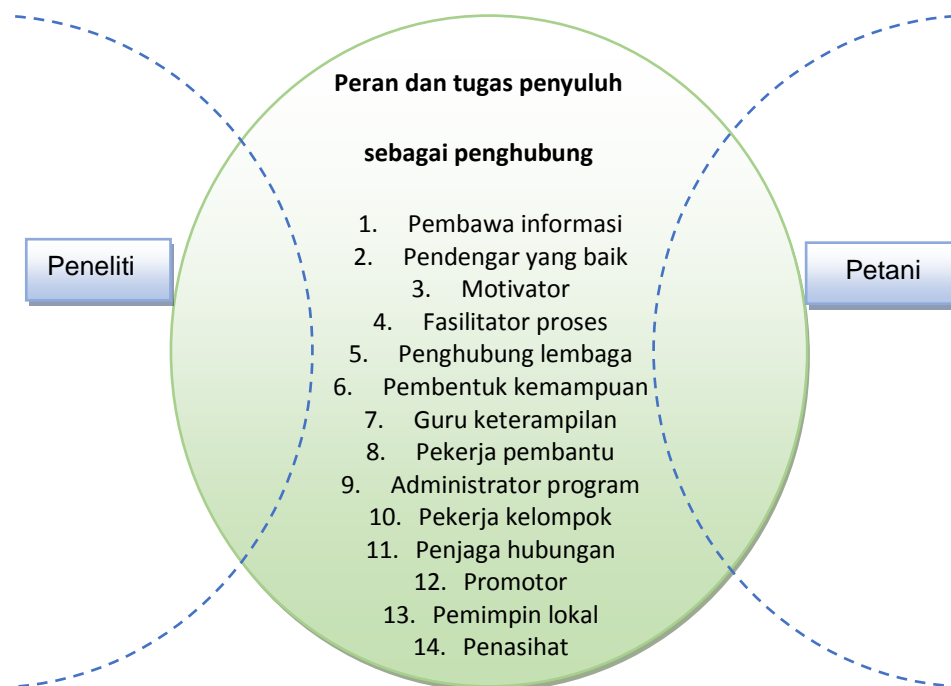 Peran dan tugas penyuluh
sebagai penghubung
Peneliti
Petani
1. Pembawa informasi
2. Pendengar yang baik
3. Motivator
4. Fasilitator proses
5. Penghubung lembaga
6. Pembentuk kemampuan
7. Guru keterampilan
8. Pekerja pembantu
9. Administrator program
10. Pekerja kelompok
11. Penjaga hubungan
12. Promotor
13. Pemimpin lokal
14. Penasihat